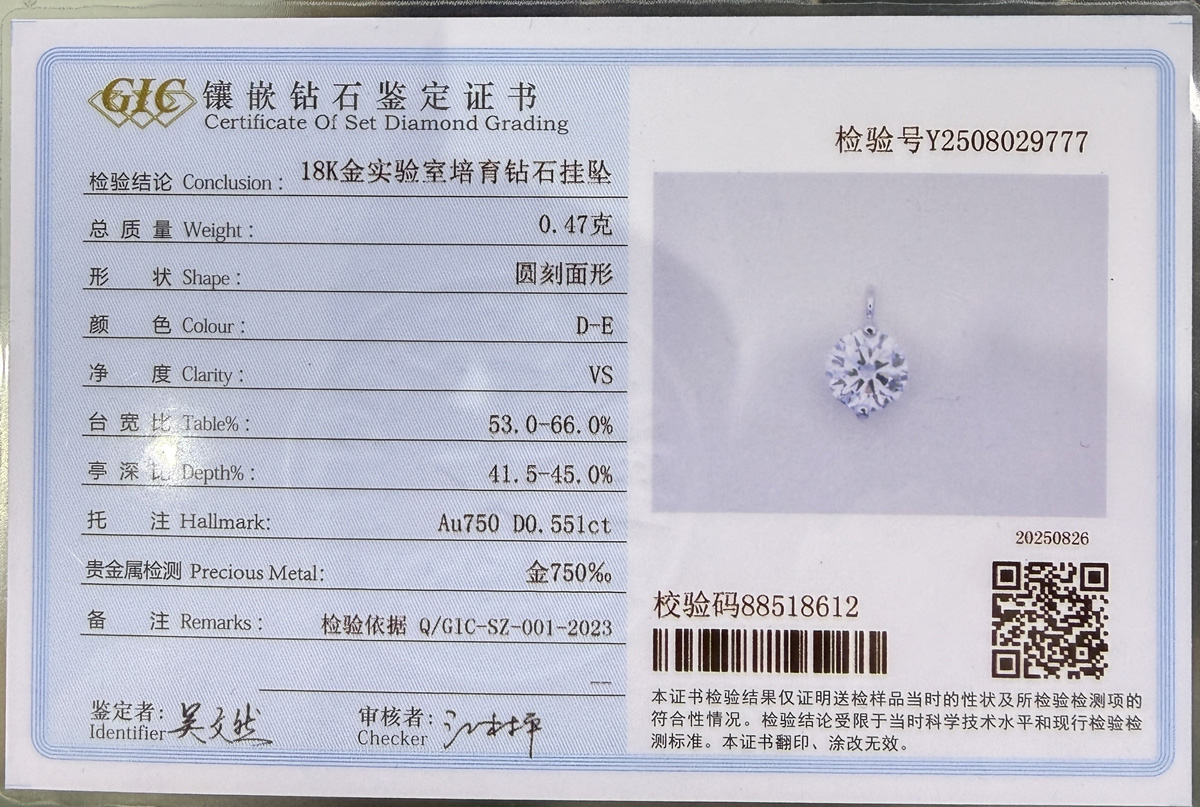 GIC 镶嵌钻石鉴定证书
Certificate Of Set Diamond Grading
检验结论 Conclusion: 18K金实验室培育钻石挂坠
总质量 Weight: 0.47克
形状 Shape: 圆刻面形
颜色 Colour: D-E
净度 Clarity: VS
台宽比 Table%: 53.0-66.0%
亭深比 Depth%: 41.5-45.0%
托注 Hallmark: Au750 D0.551ct
贵金属检测 Precious Metal: 金750‰
备注 Remarks: 检验依据 Q/GIC-SZ-001-2023
鉴定者: 吴文然
Identifier
审核者:
Checker
检验号Y2508029777
20250826
校验码88518612
本证书检验结果仅证明送检样品当时的性状及所检验检测项的
符合性情况。检验结论受限于当时科学技术水平和现行检验检
测标准。本证书翻印、涂改无效。